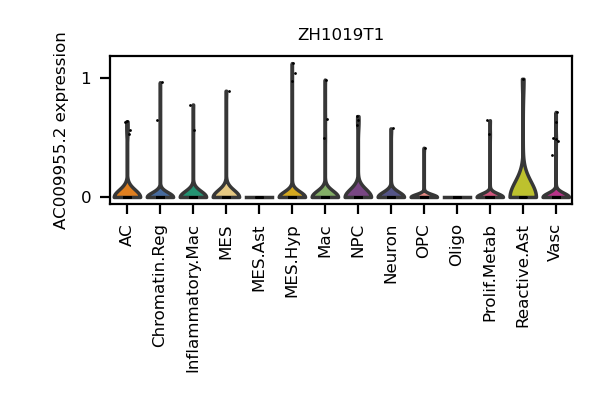 ZH1019T1
AC009955.2 expression
1
0
AC
Chromatin.Reg
Inflammatory.Mac
MES
MES.Ast
MES.Hyp
Mac
NPC
Neuron
OPC
Oligo
Prolif.Metab
Reactive.Ast
Vasc